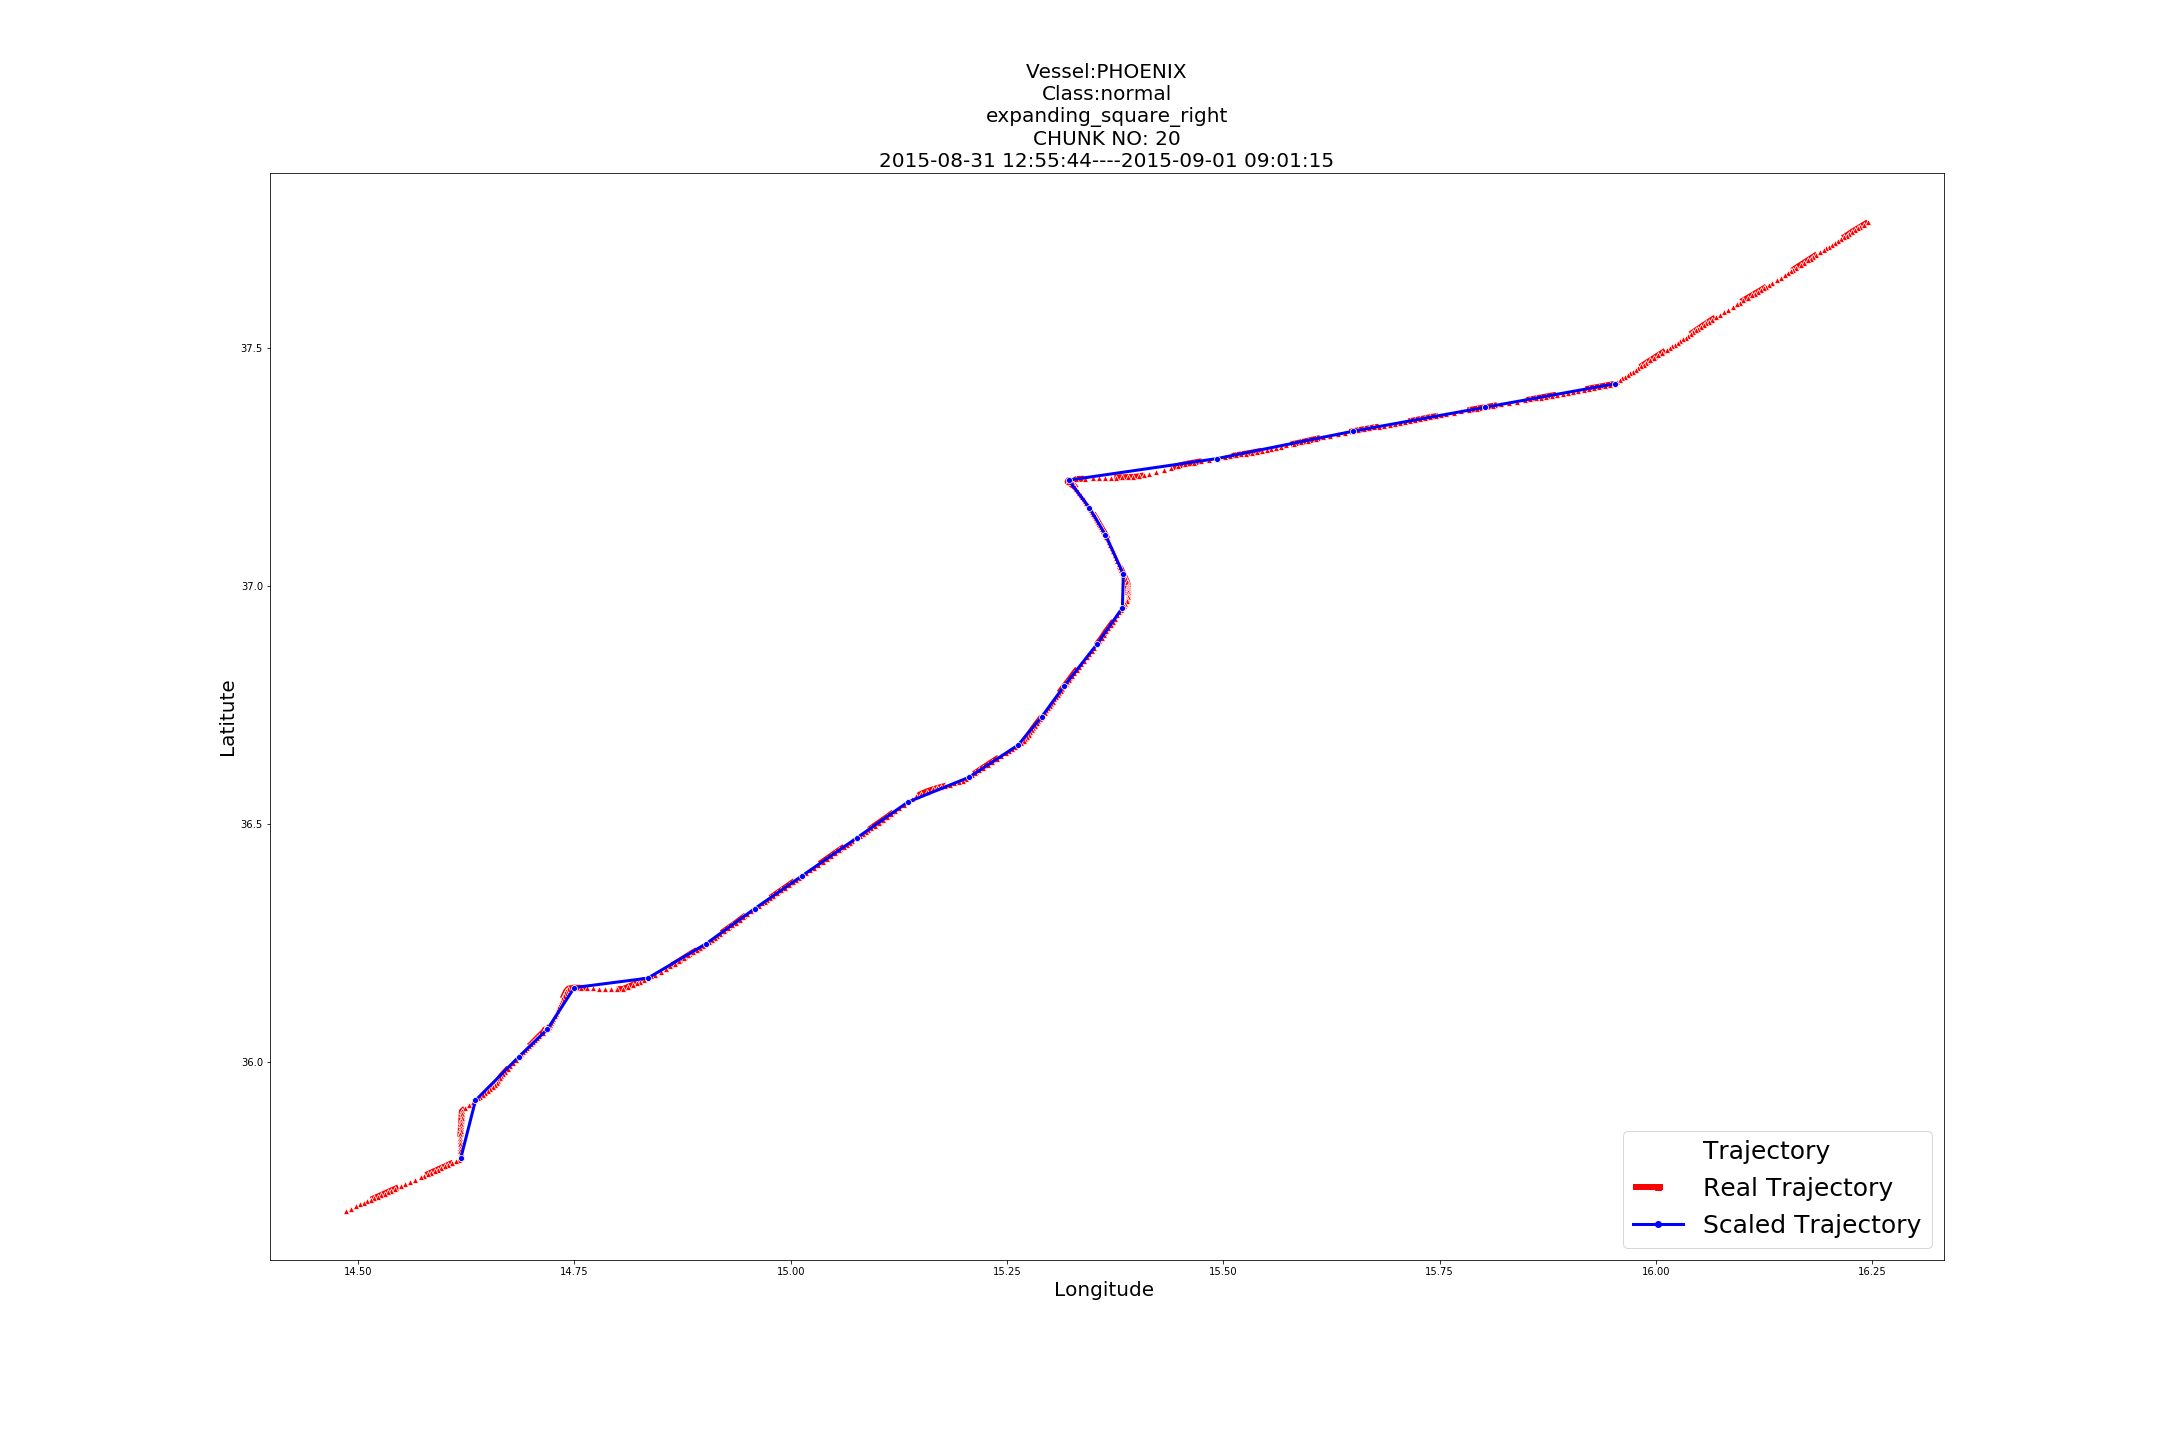 Vessel:PHOENIX
Class:normal
expanding_square_right
CHUNK NO: 20
2015-08-31 12:55:44----2015-09-01 09:01:15
37.5
37.0
36.5
36.0
Latitute
14.50 14.75 15.00 15.25 15.50 15.75 16.00 16.25
Longitude
Trajectory
Real Trajectory
Scaled Trajectory